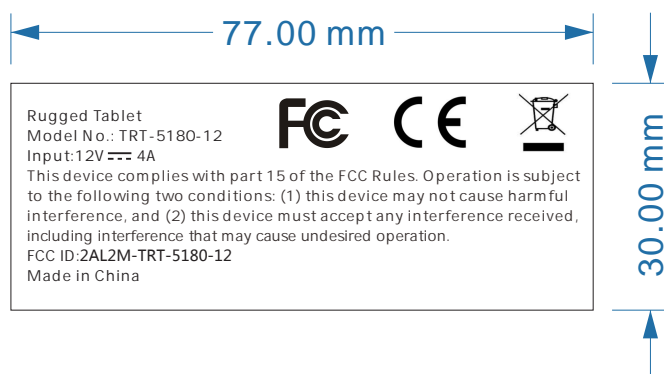 77.00 mm
30.00 mm
FC CE
Rugged Tablet
Model No.: TRT-5180-12
Input:12V ⎓ 4A
This device complies with part 15 of the FCC Rules. Operation is subject
to the following two conditions: (1) this device may not cause harmful
interference, and (2) this device must accept any interference received,
including interference that may cause undesired operation.
FCC ID:2AL2M-TRT-5180-12
Made in China